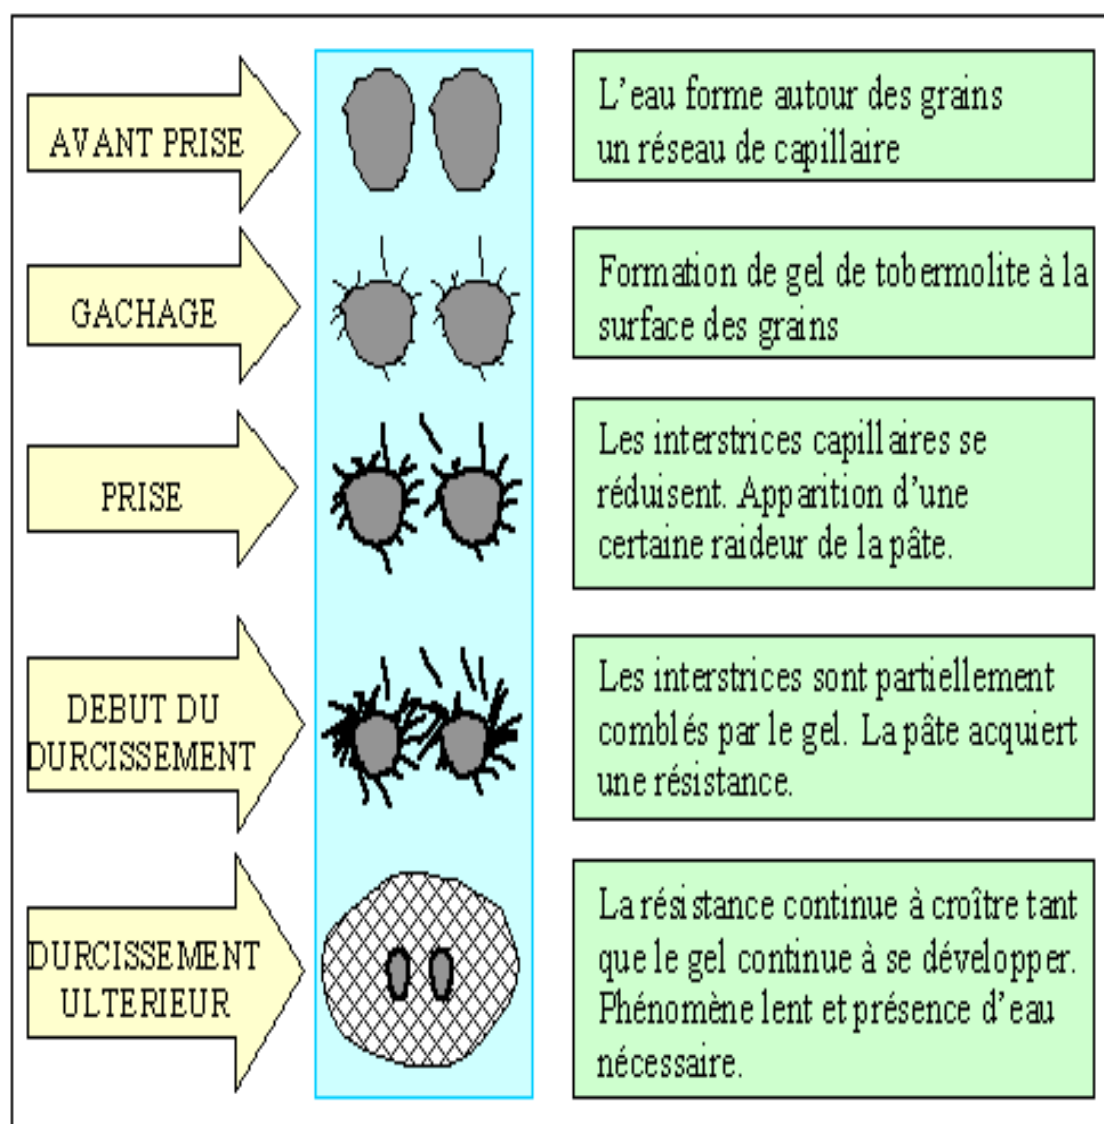 AVANT PRISE
L'eau forme autour des grains
un réseau de capillaire
GACHAGE
Formation de gel de tobermolite à la
surface des grains
PRISE
Les interstrices capillaires se
réduisent. Apparition d'une
certaine raideur de la pâte.
DEBUT DU
DURCISSEMENT
Les interstrices sont partiellement
comblés par le gel. La pâte acquiert
une résistance.
DURCISSEMENT
ULTERIEUR
La résistance continue à croître tant
que le gel continue à se développer.
Phénomène lent et présence d'eau
nécessaire.